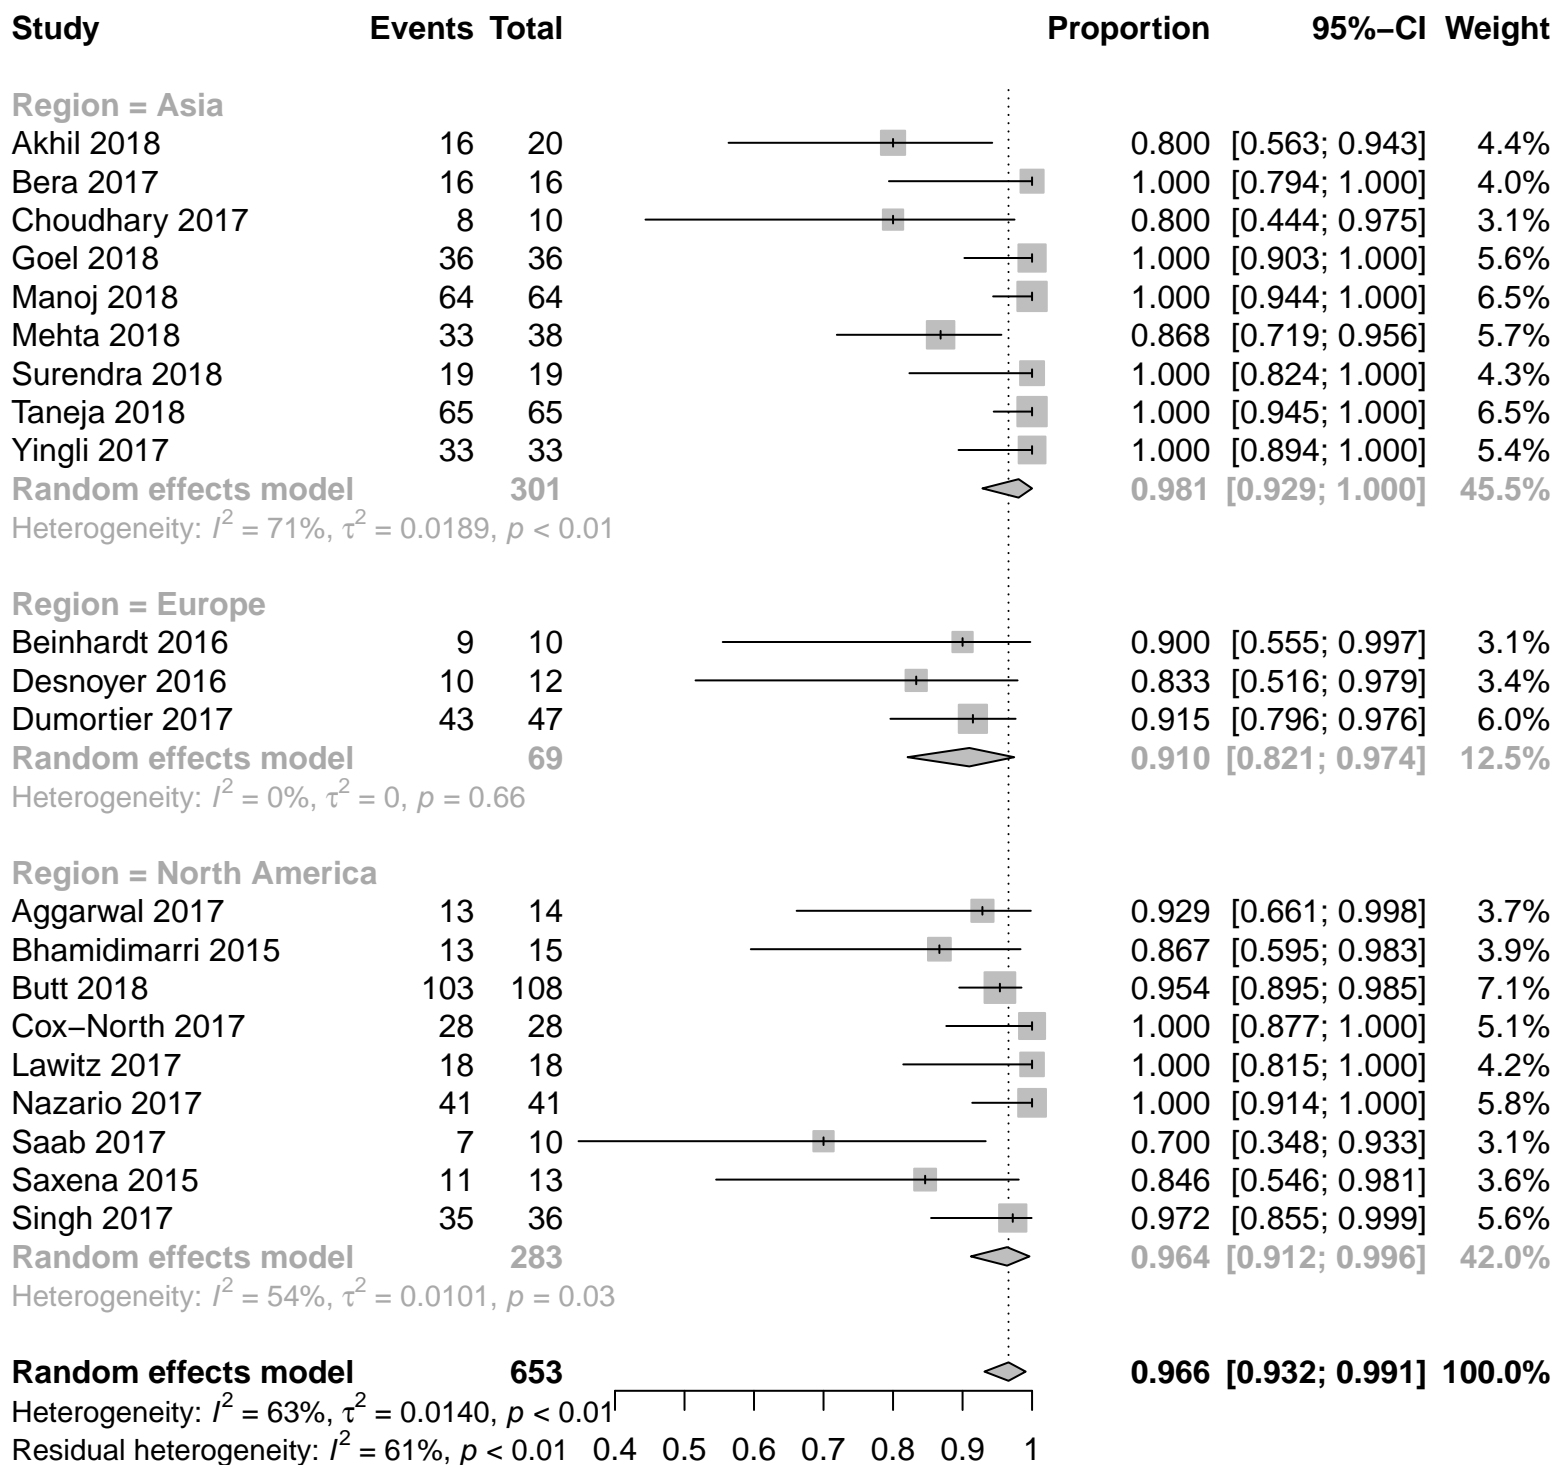 Study Events Total Proportion 95%−CI Weight
Region = Asia
Akhil 2018 16 20 0.800 [0.563; 0.943] 4.4%
Bera 2017 16 16 1.000 [0.794; 1.000] 4.0%
Choudhary 2017 8 10 0.800 [0.444; 0.975] 3.1%
Goel 2018 36 36 1.000 [0.903; 1.000] 5.6%
Manoj 2018 64 64 1.000 [0.944; 1.000] 6.5%
Mehta 2018 33 38 0.868 [0.719; 0.956] 5.7%
Surendra 2018 19 19 1.000 [0.824; 1.000] 4.3%
Taneja 2018 65 65 1.000 [0.945; 1.000] 6.5%
Yingli 2017 33 33 1.000 [0.894; 1.000] 5.4%
Random effects model 301 0.981 [0.929; 1.000] 45.5%
Heterogeneity: I² = 71%, τ² = 0.0189, p < 0.01
Region = Europe
Beinhardt 2016 9 10 0.900 [0.555; 0.997] 3.1%
Desnoyer 2016 10 12 0.833 [0.516; 0.979] 3.4%
Dumortier 2017 43 47 0.915 [0.796; 0.976] 6.0%
Random effects model 69 0.910 [0.821; 0.974] 12.5%
Heterogeneity: I² = 0%, τ² = 0, p = 0.66
Region = North America
Aggarwal 2017 13 14 0.929 [0.661; 0.998] 3.7%
Bhamidimarri 2015 13 15 0.867 [0.595; 0.983] 3.9%
Butt 2018 103 108 0.954 [0.895; 0.985] 7.1%
Cox−North 2017 28 28 1.000 [0.877; 1.000] 5.1%
Lawitz 2017 18 18 1.000 [0.815; 1.000] 4.2%
Nazario 2017 41 41 1.000 [0.914; 1.000] 5.8%
Saab 2017 7 10 0.700 [0.348; 0.933] 3.1%
Saxena 2015 11 13 0.846 [0.546; 0.981] 3.6%
Singh 2017 35 36 0.972 [0.855; 0.999] 5.6%
Random effects model 283 0.964 [0.912; 0.996] 42.0%
Heterogeneity: I² = 54%, τ² = 0.0101, p = 0.03
Random effects model 653 0.966 [0.932; 0.991] 100.0%
Heterogeneity: I² = 63%, τ² = 0.0140, p < 0.01
Residual heterogeneity: I² = 61%, p < 0.01 0.4 0.5 0.6 0.7 0.8 0.9 1